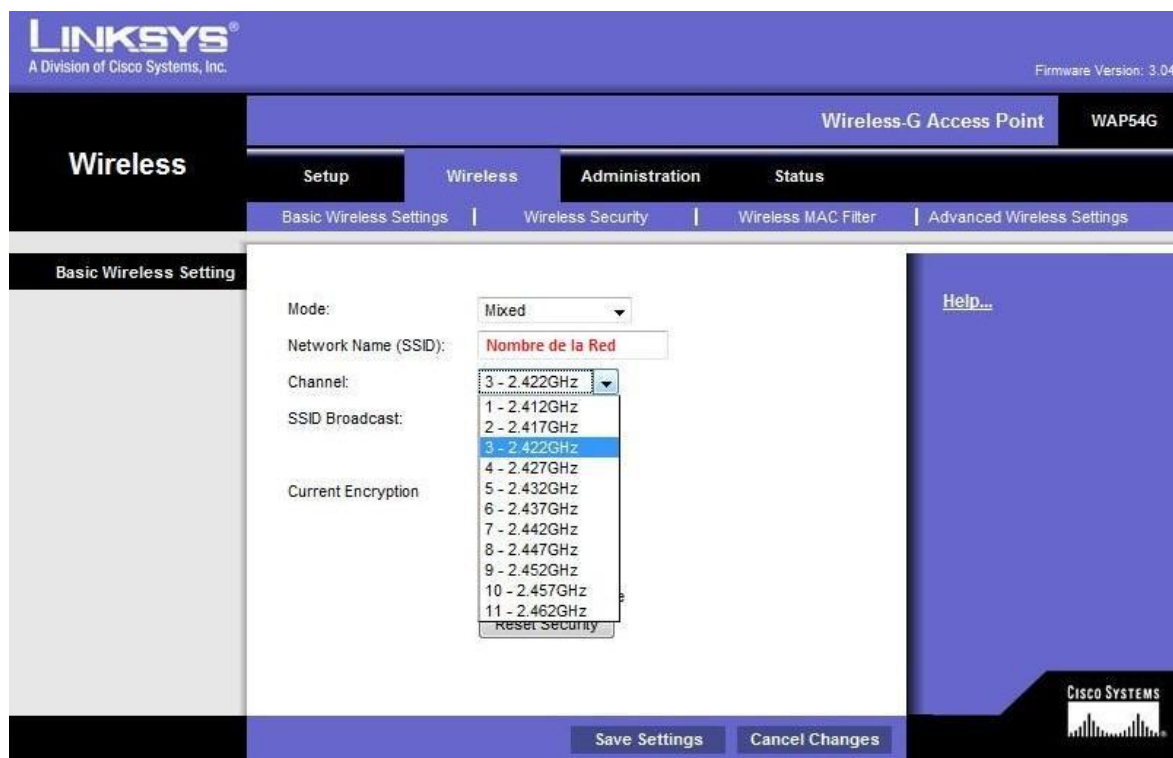 LINKSYS®
A Division of Cisco Systems, Inc.
Firmware Version: 3.04
Wireless-G Access Point WAP54G
Wireless
Setup Wireless Administration Status
Basic Wireless Settings | Wireless Security | Wireless MAC Filter | Advanced Wireless Settings
Basic Wireless Setting
Help...
Mode: Mixed
Network Name (SSID): Nombre de la Red
Channel: 3 - 2.422GHz
SSID Broadcast:
Current Encryption
1 - 2.412GHz
2 - 2.417GHz
3 - 2.422GHz
4 - 2.427GHz
5 - 2.432GHz
6 - 2.437GHz
7 - 2.442GHz
8 - 2.447GHz
9 - 2.452GHz
10 - 2.457GHz
11 - 2.462GHz
Reset Security
Save Settings Cancel Changes
CISCO SYSTEMS